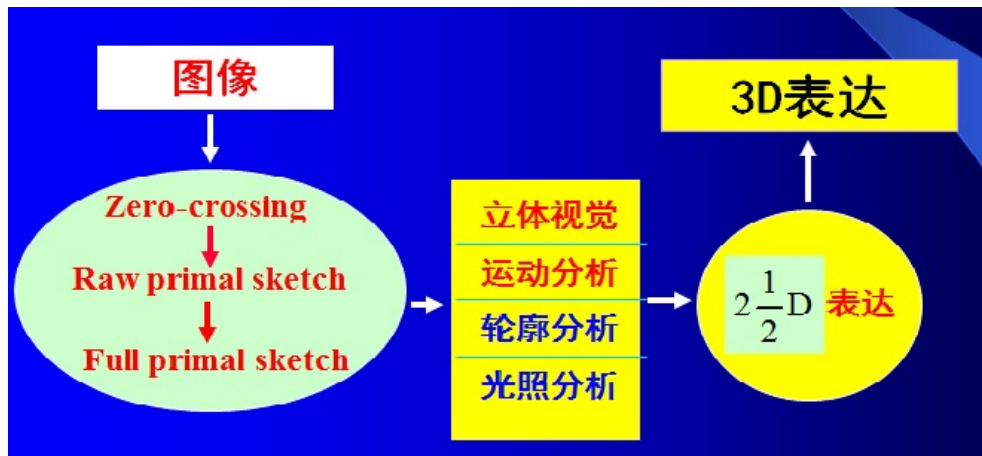 图像
Zero-crossing
Raw primal sketch
Full primal sketch
立体视觉
运动分析
轮廓分析
光照分析
2 1/2 D 表达
3D表达